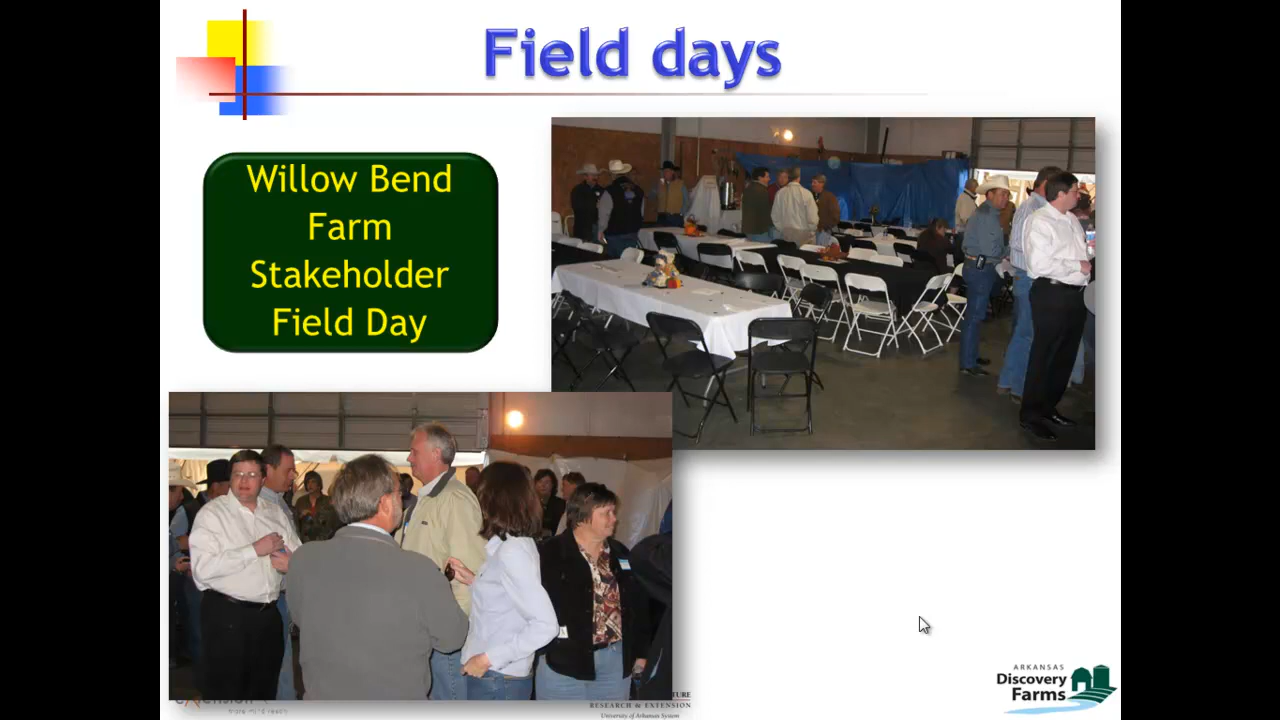 Field days
Willow Bend
Farm
Stakeholder
Field Day
ARKANSAS
Discovery
Farms
RESEARCH & EXTENSION
University of Arkansas System